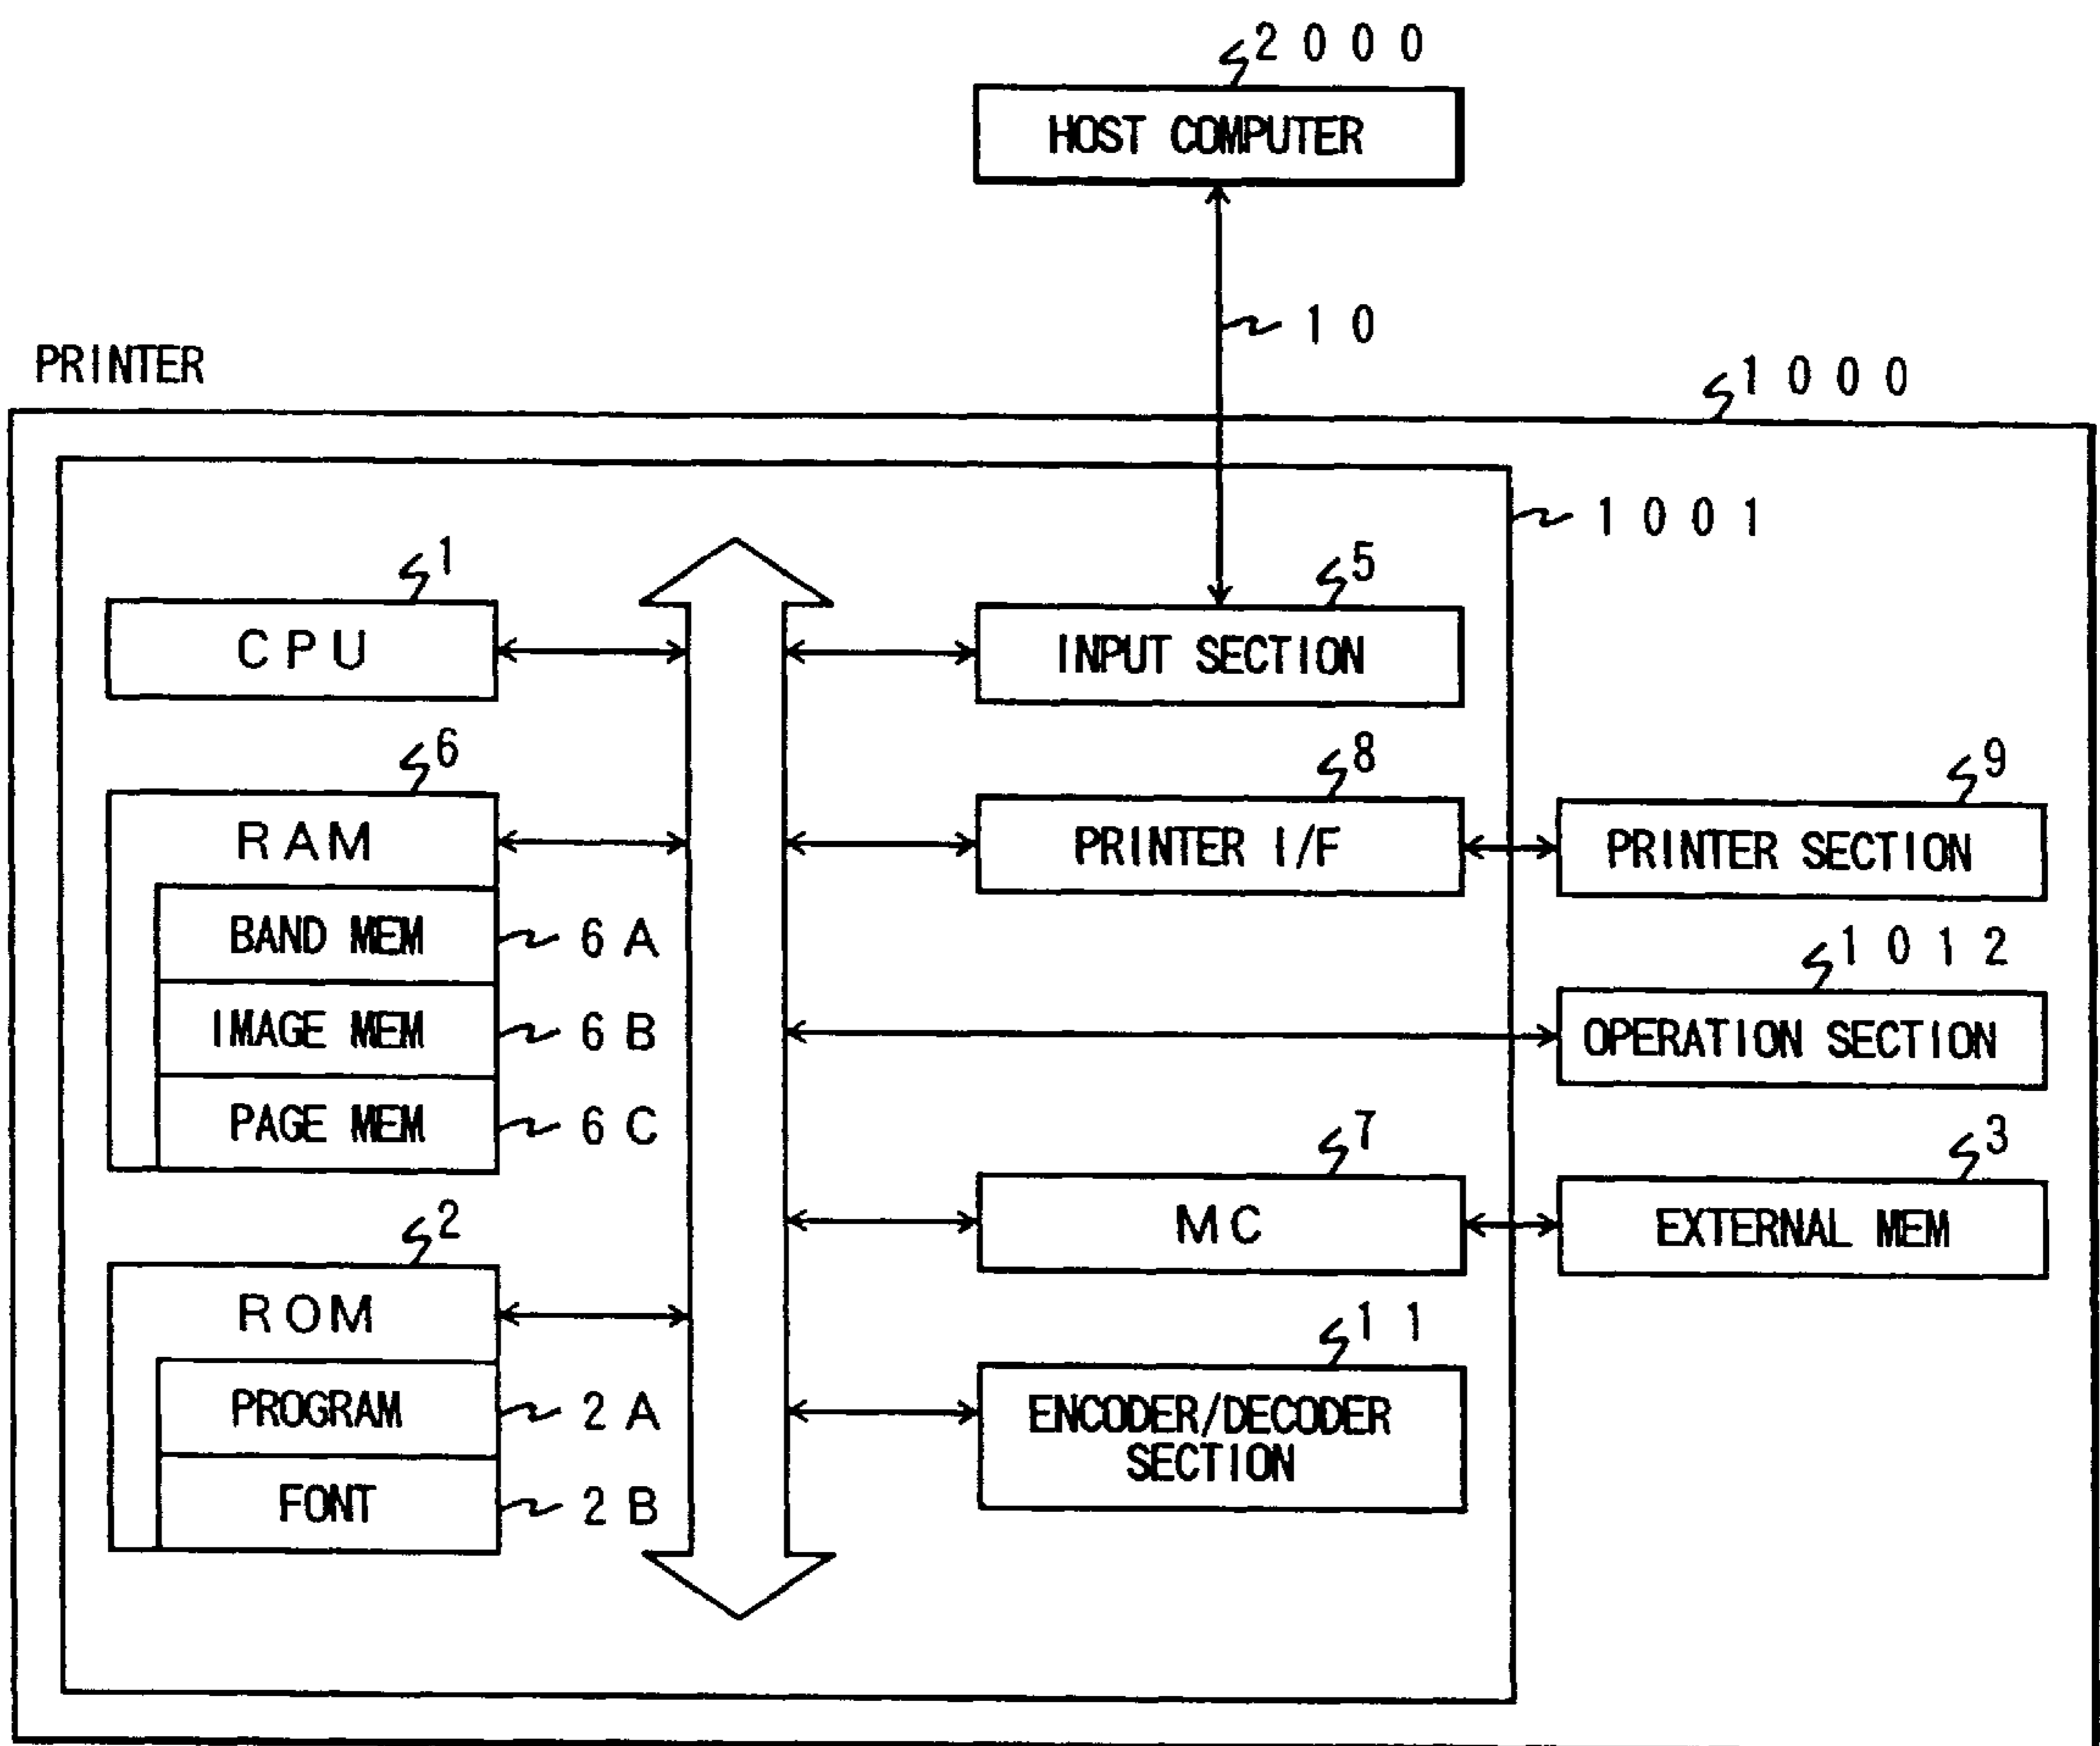 2000
HOST COMPUTER
10
PRINTER
1000
1001
1
CPU
5
INPUT SECTION
6
RAM
8
PRINTER I/F
9
PRINTER SECTION
BAND MEM
6A
1012
IMAGE MEM
6B
OPERATION SECTION
PAGE MEM
6C
7
MC
3
EXTERNAL MEM
2
ROM
11
ENCODER/DECODER
SECTION
PROGRAM
2A
FONT
2B